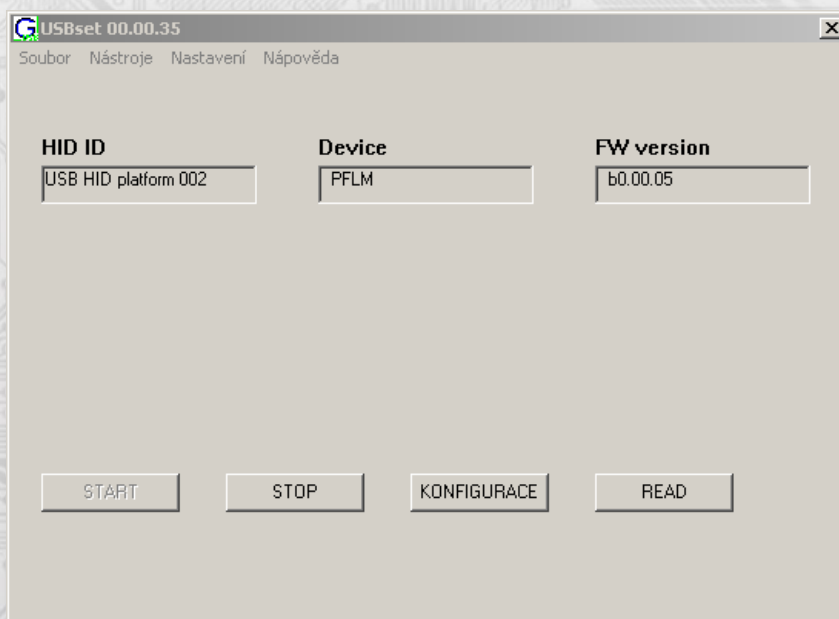 USBset 00.00.35
Soubor Nástroje Nastavení Nápověda
HID ID Device FW version
USB HID platform 002 PFLM b0.00.05
START STOP KONFIGURACE READ